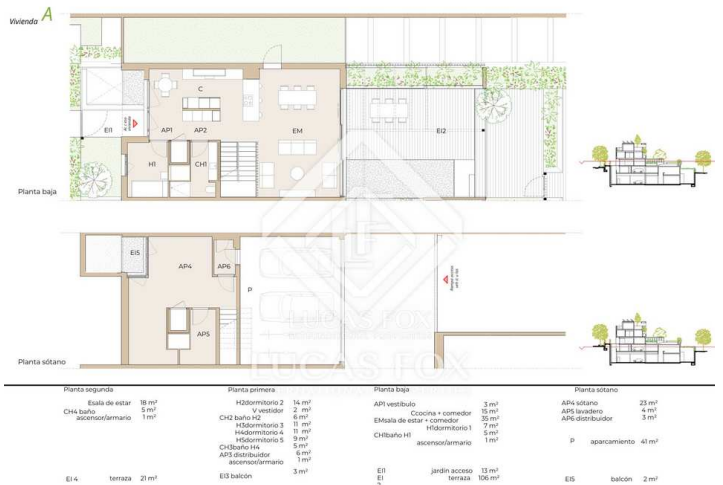 Vivienda A
C
AP1
AP2
EM
EI1
EI2
H1
CH1
Planta baja
EI5
AP4
AP6
P
AP5
LUCAS FOX
LUCAS FOX
Planta sótano
Planta segunda
Esala de estar 18 m²
CH4 baño 5 m²
ascensor/armario 1 m²
EI 4 terraza 21 m²
Planta primera
H2dormitorio 2 14 m²
V vestidor 2 m²
CH2 baño H2 6 m²
H3dormitorio 3 11 m²
H4dormitorio 4 11 m²
H5dormitorio 5 9 m²
CH3baño H4 5 m²
AP3 distribuidor 6 m²
ascensor/armario 1 m²
EI3 balcón 3 m²
Planta baja
AP1 vestíbulo 3 m²
Ccocina + comedor 15 m²
EMsala de estar + comedor 35 m²
H1dormitorio 1 7 m²
CH1baño H1 5 m²
ascensor/armario 1 m²
EI1 jardín acceso 13 m²
EI terraza 106 m²
2
Planta sótano
AP4 sótano 23 m²
AP5 lavadero 4 m²
AP6 distribuidor 3 m²
P aparcamiento 41 m²
EI5 balcón 2 m²